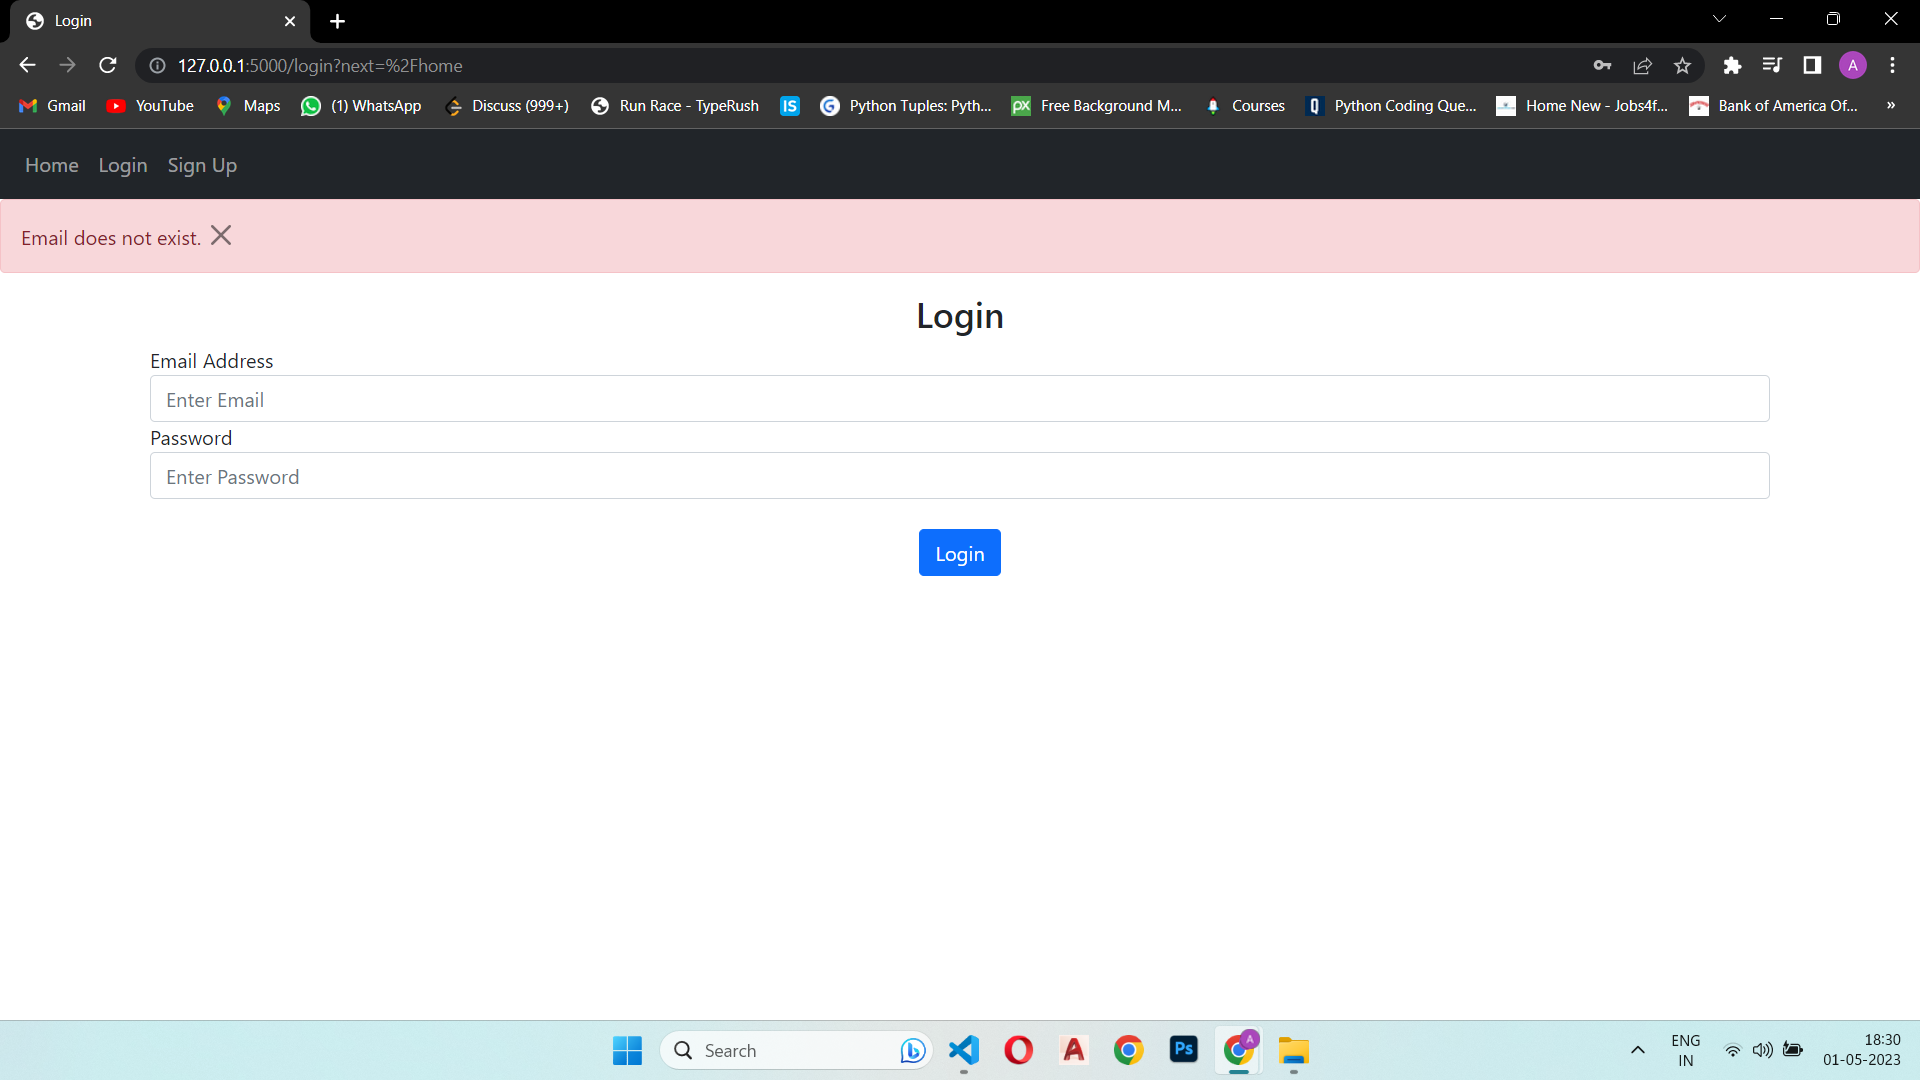 Login
127.0.0.1:5000/login?next=%2Fhome
A
Gmail YouTube Maps (1) WhatsApp Discuss (999+) Run Race - TypeRush IS Python Tuples: Pyth... px Free Background M... Courses Python Coding Que... Home New - Jobs4f... Bank of America Of... »
Home Login Sign Up
Email does not exist.
Login
Email Address
Enter Email
Password
Enter Password
Login
Search
Ps
A
ENG
IN
18:30
01-05-2023